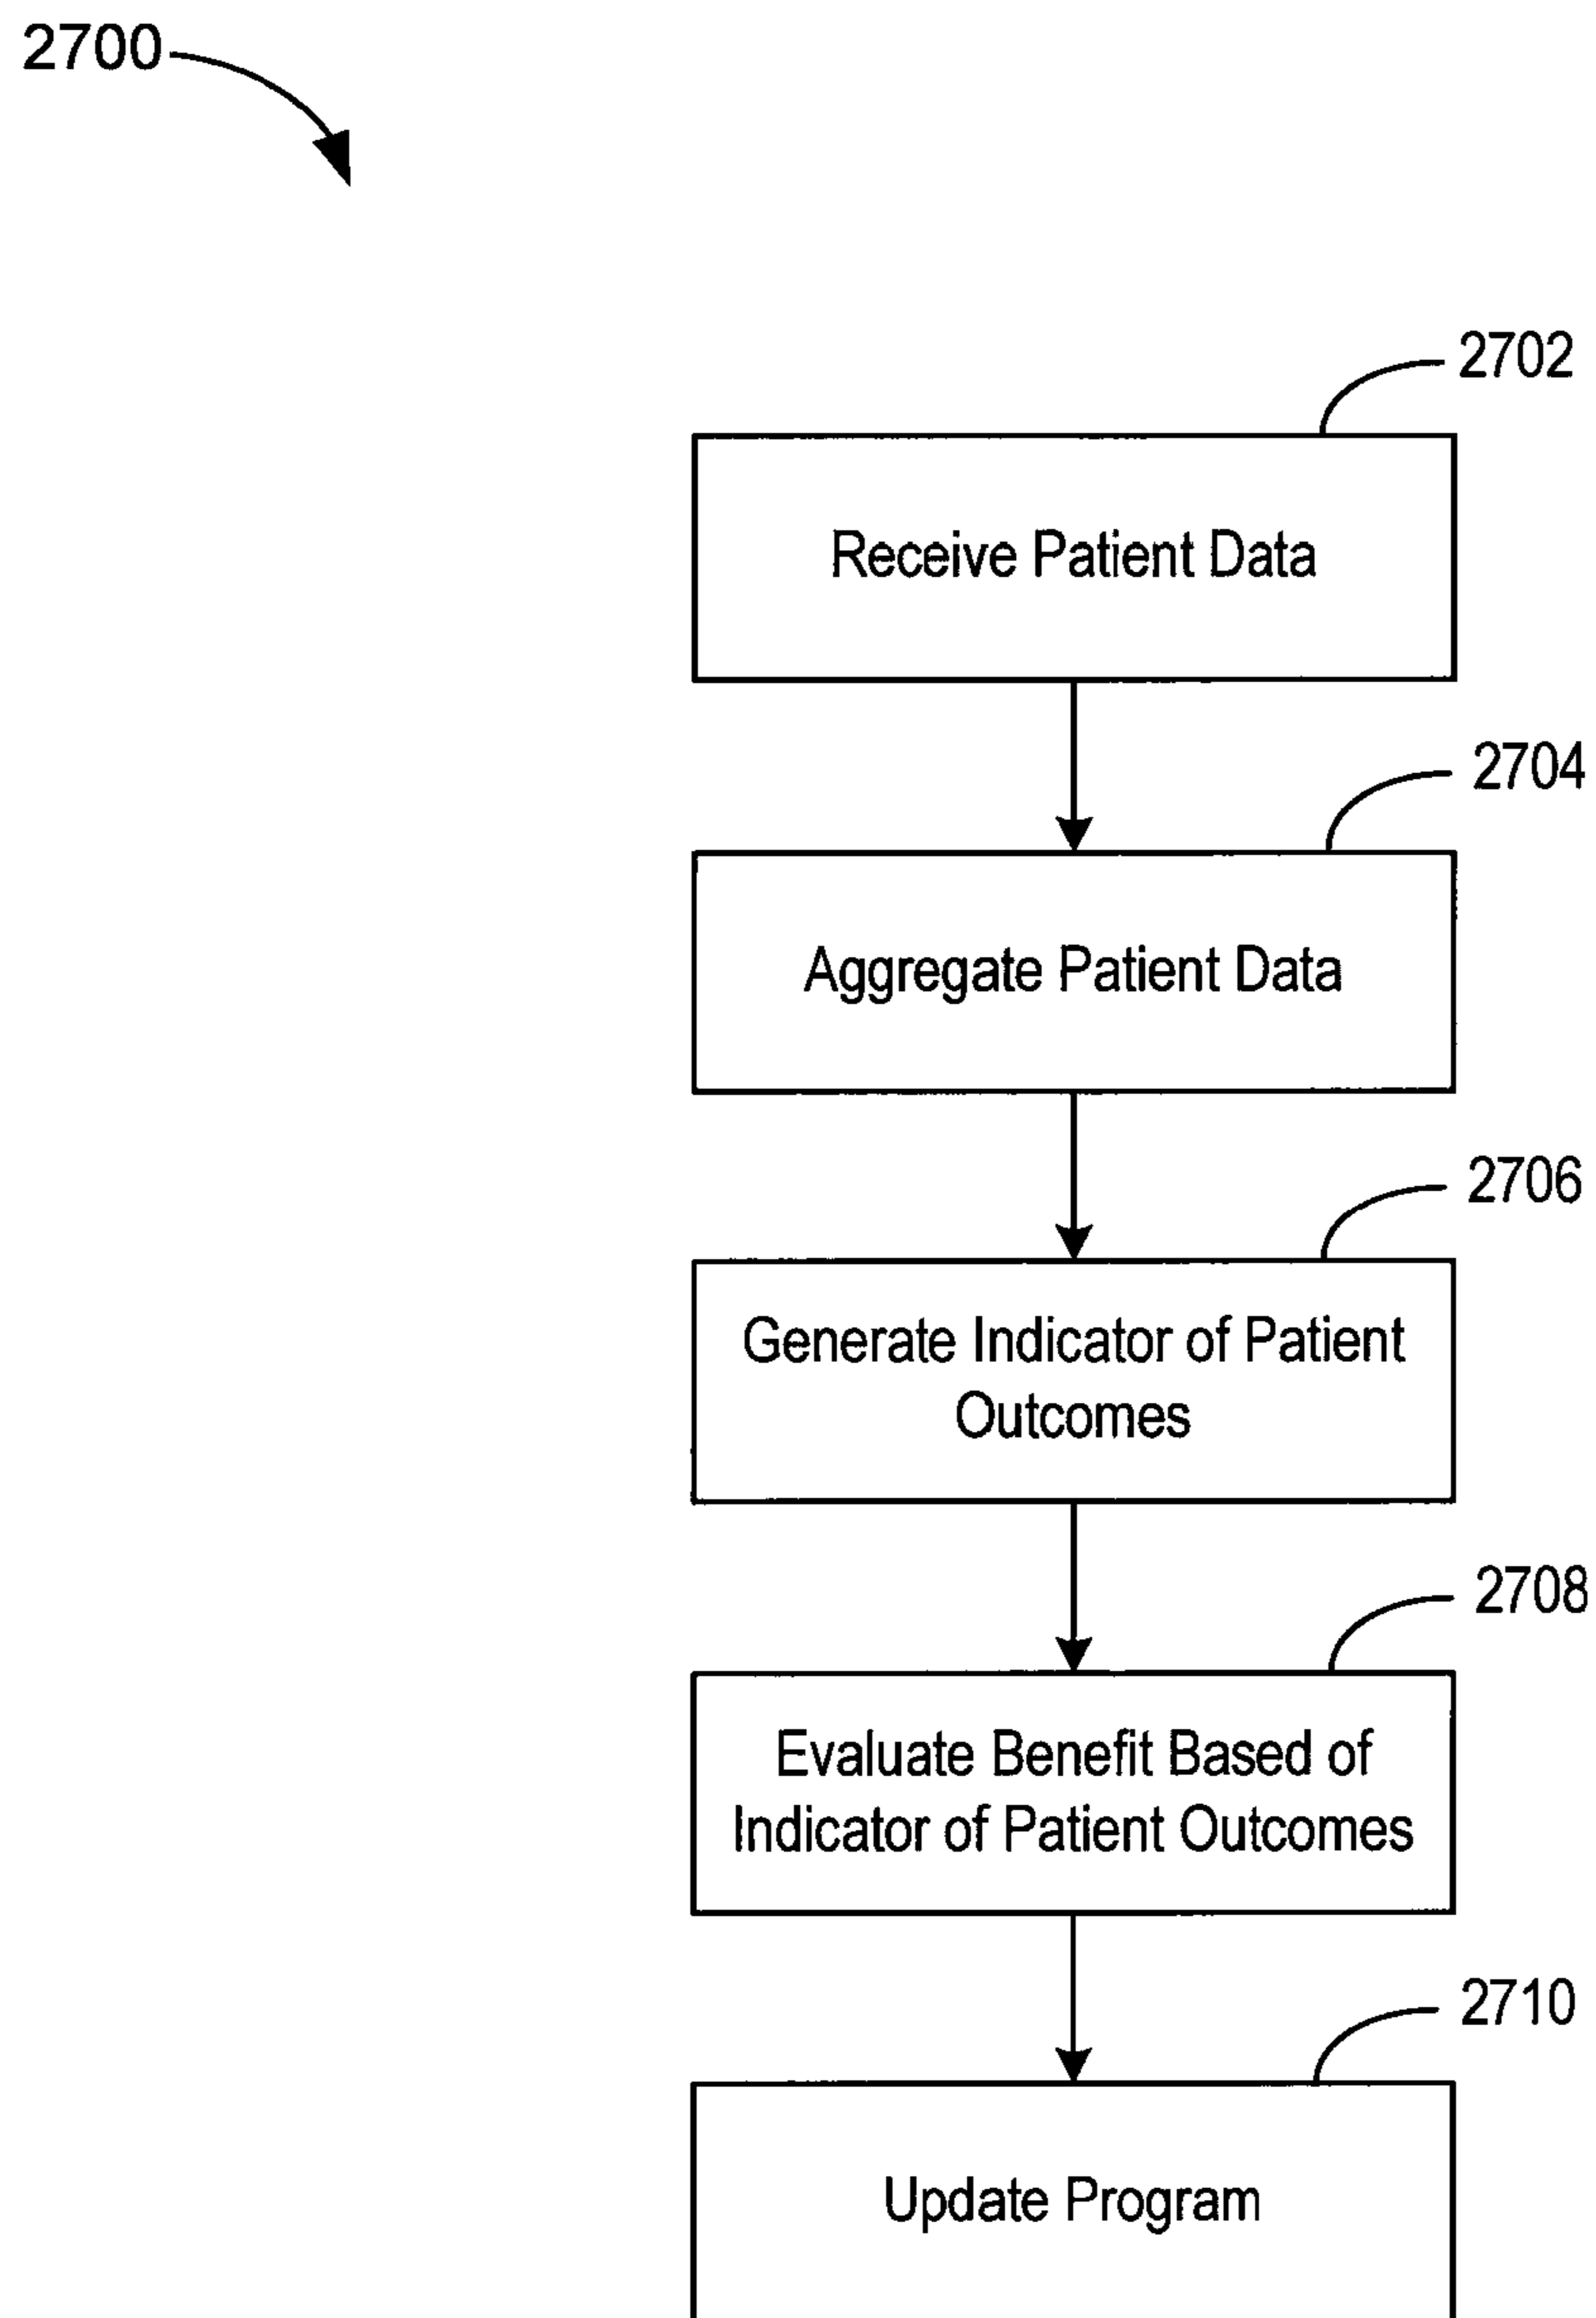 2700
2702
Receive Patient Data
2704
Aggregate Patient Data
2706
Generate Indicator of Patient
Outcomes
2708
Evaluate Benefit Based of
Indicator of Patient Outcomes
2710
Update Program